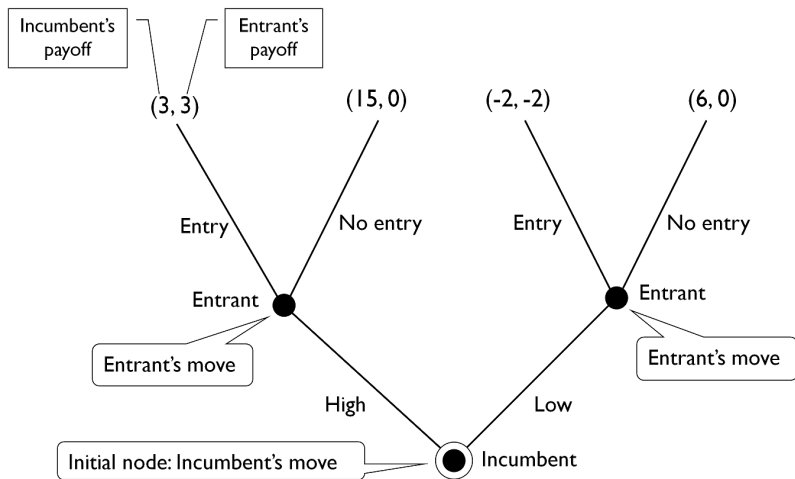 Incumbent's
payoff
Entrant's
payoff
(3, 3)
(15, 0)
(-2, -2)
(6, 0)
Entry
No entry
Entry
No entry
Entrant
Entrant
Entrant's move
Entrant's move
High
Low
Initial node: Incumbent's move
Incumbent